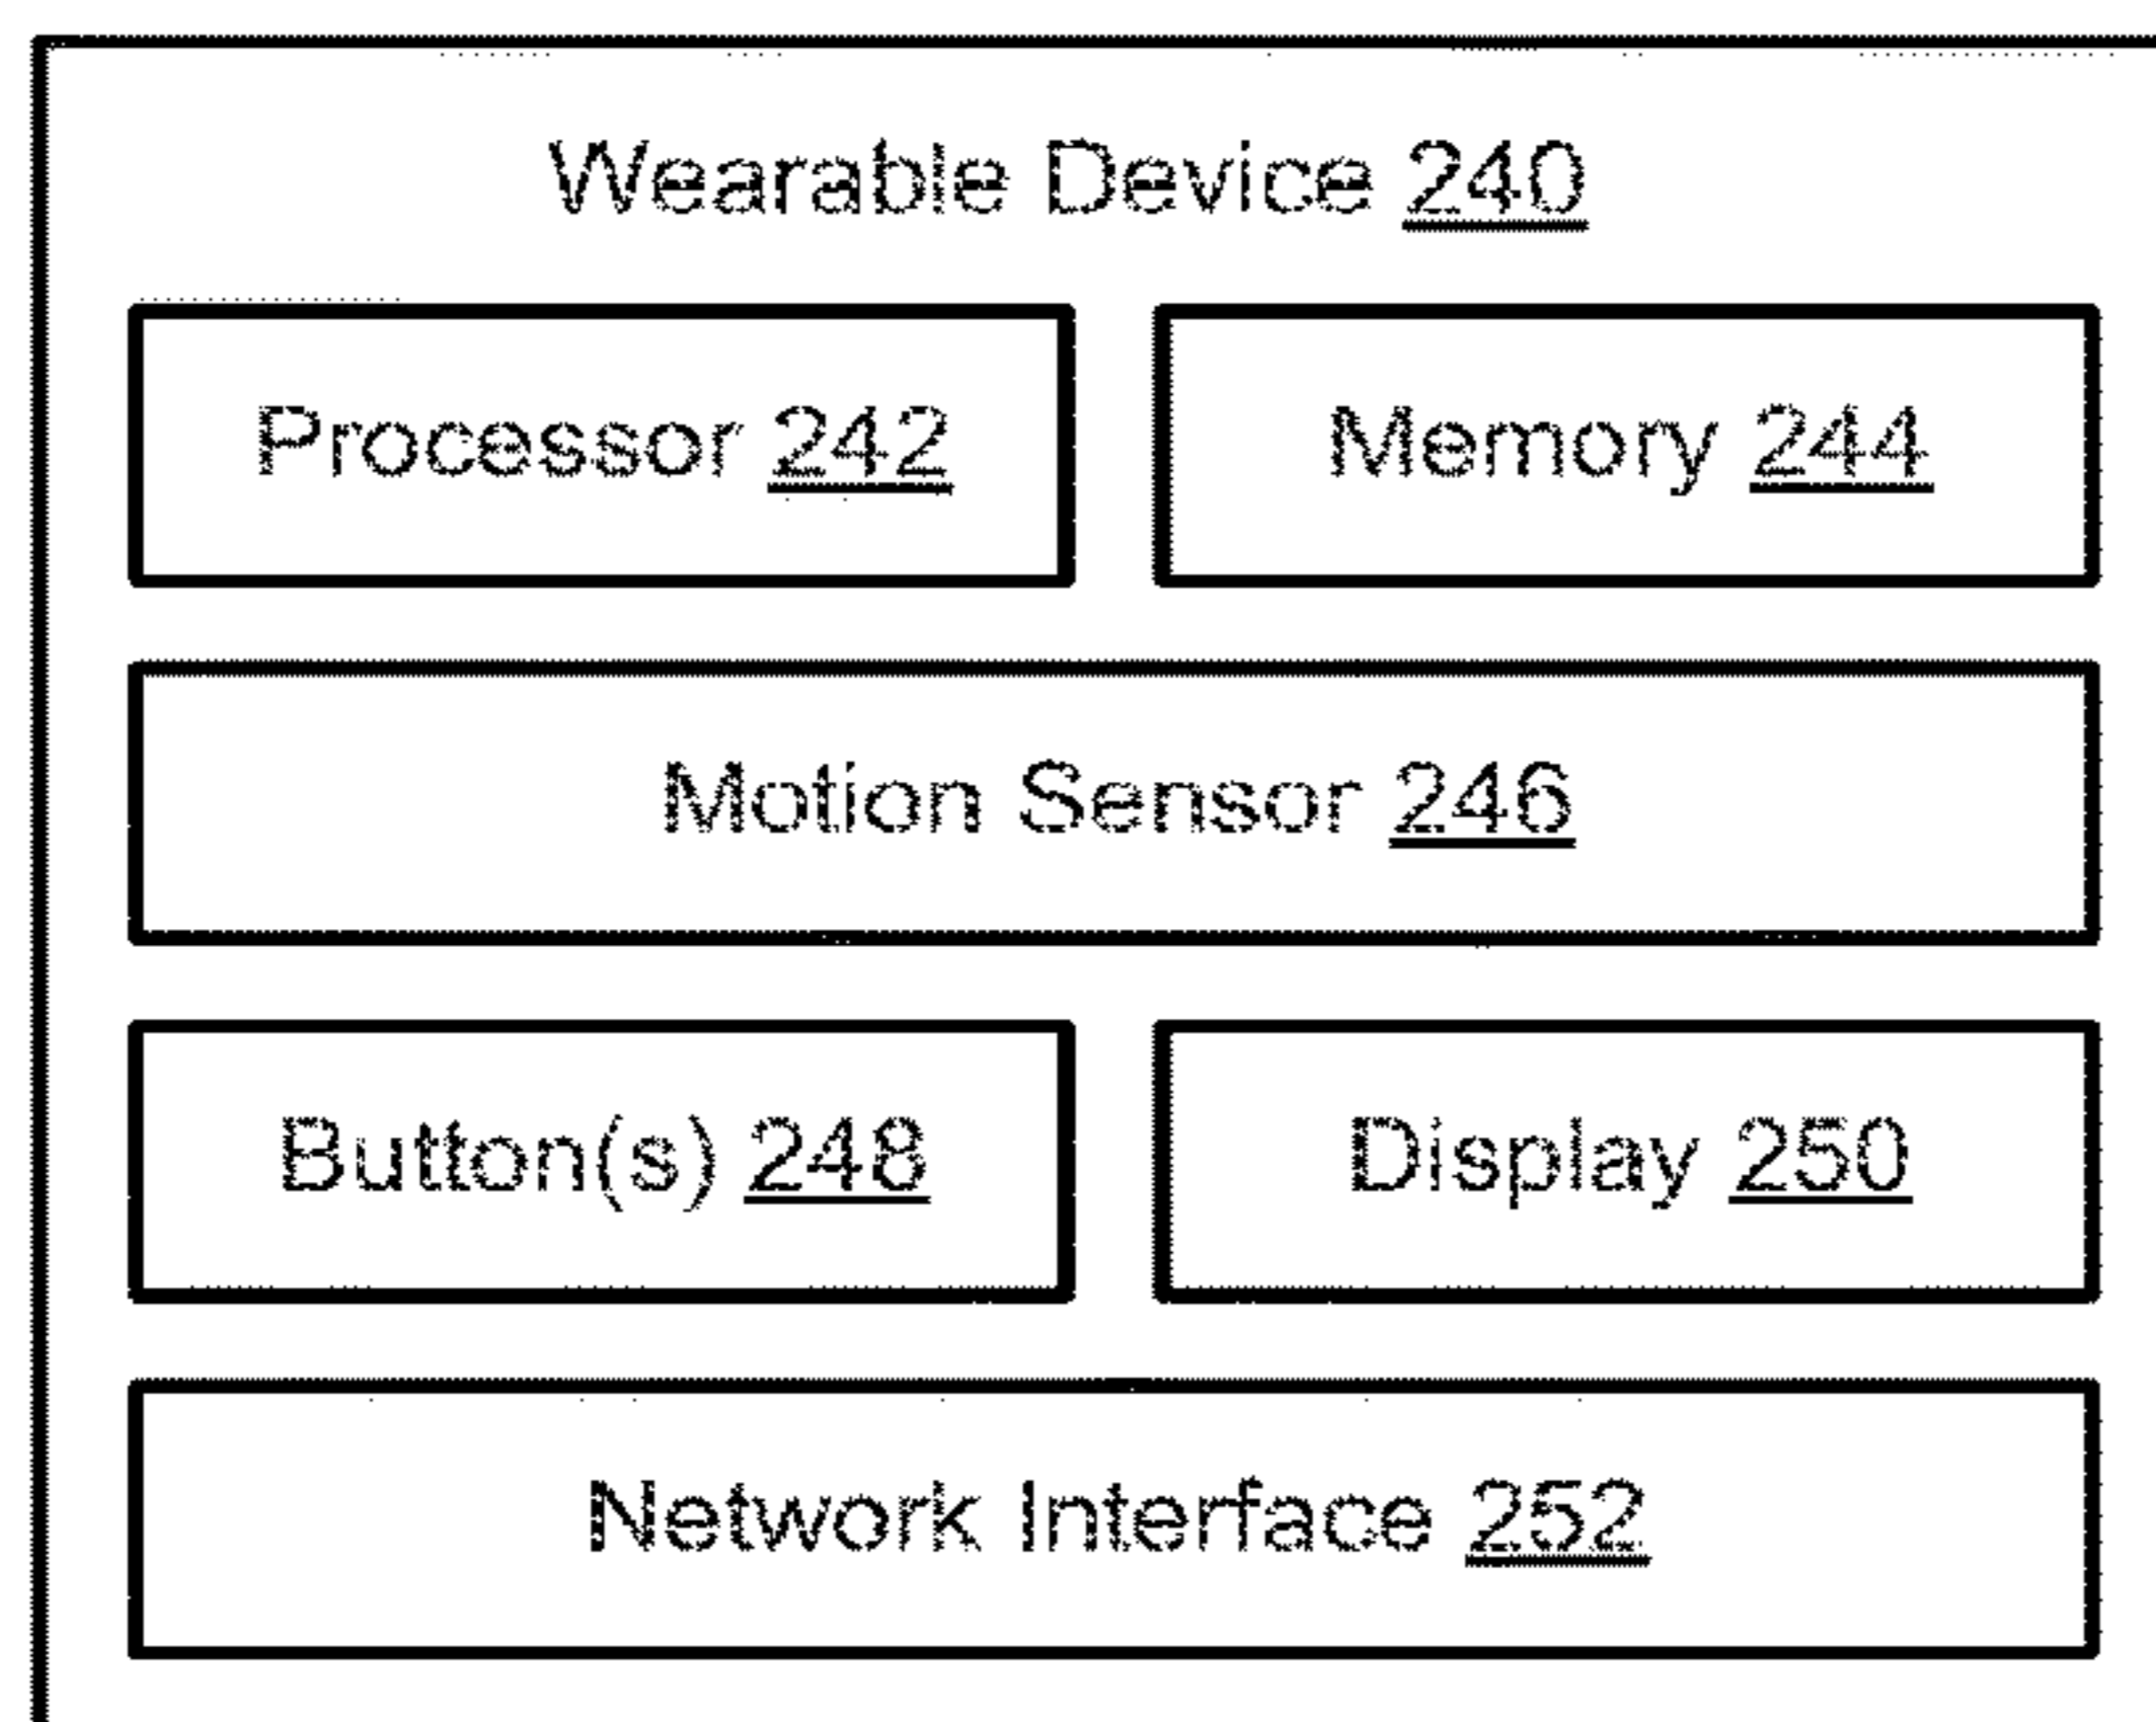 Wearable Device 240
Processor 242
Memory 244
Motion Sensor 246
Button(s) 248
Display 250
Network Interface 252